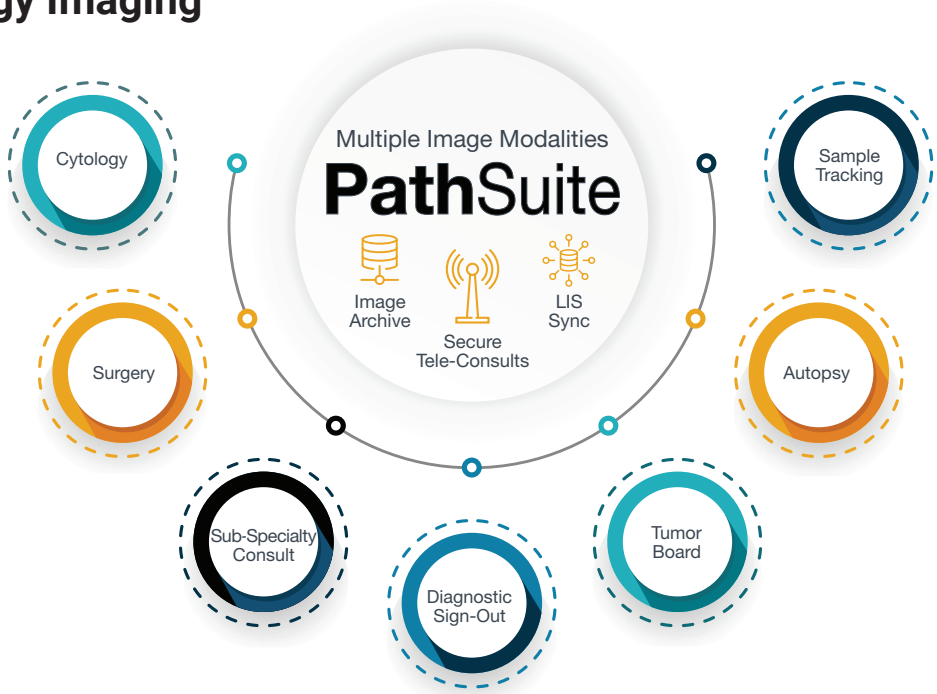 gy Imaging
Multiple Image Modalities
PathSuite
Image
Archive
Secure
Tele-Consults
LIS
Sync
Cytology
Surgery
Sub-Specialty
Consult
Diagnostic
Sign-Out
Tumor
Board
Autopsy
Sample
Tracking